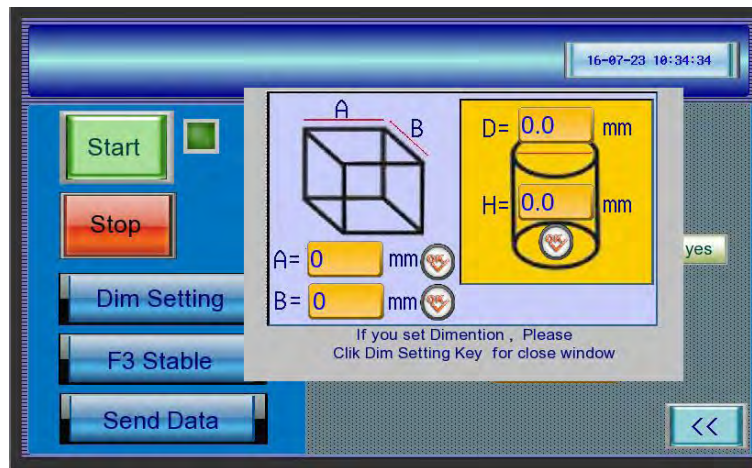 16-07-23 10:34:34
Start
Stop
Dim Setting
F3 Stable
Send Data
A
B
A= 0 mm
B= 0 mm
D= 0.0 mm
H= 0.0 mm
If you set Dimention , Please
Clik Dim Setting Key for close window
yes
<<